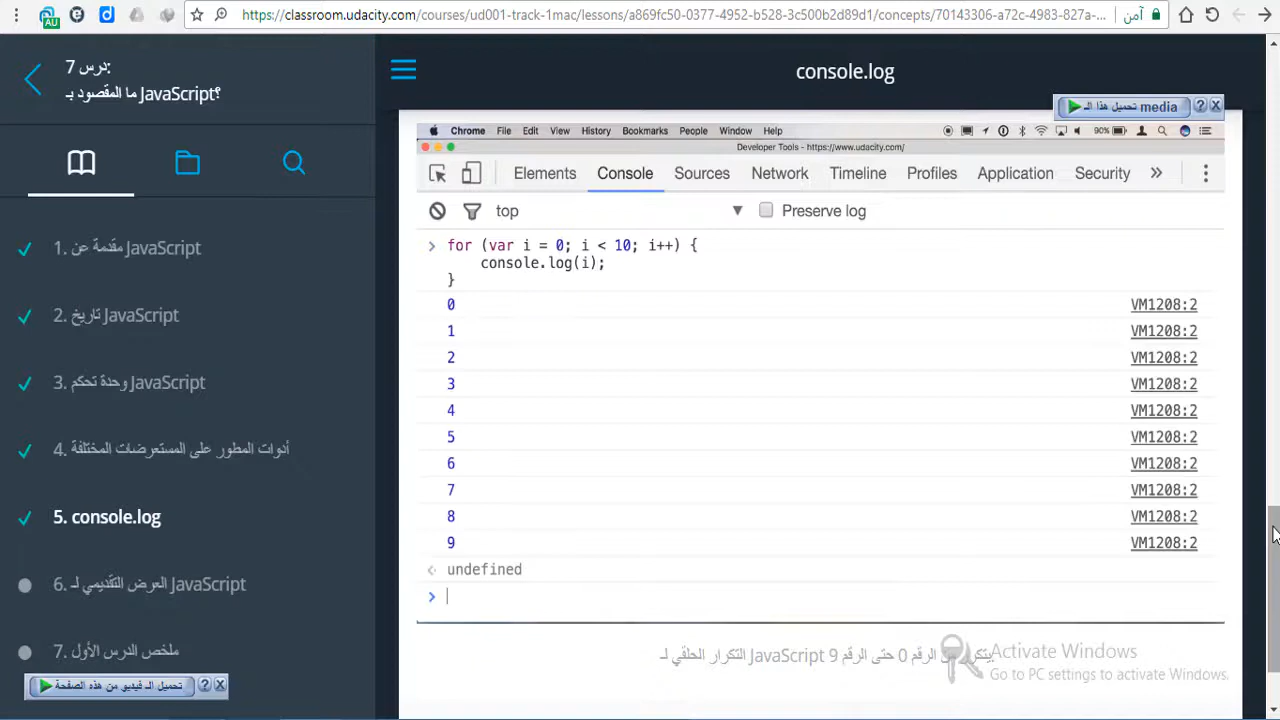 https://classroom.udacity.com/courses/ud001-track-1mac/lessons/a869fc50-0377-4952-b528-3c00b2d89d1/concepts/70143306-a72c-4983-827a-...
آمن
درس 7:
ما المقصود بـ JavaScript؟
1. مقدمة عن JavaScript
2. تاريخ JavaScript
3. وحدة تحكم JavaScript
4. أدوات المطور على المستعرضات المختلفة
5. console.log
6. العرض التقديمي لـ JavaScript
7. ملخص الدرس الأول
تحميل الـ فيديو من هذه الصفحة ? X
console.log
تحميل هذا الـ media ? X
Chrome File Edit View History Bookmarks People Window Help 90%
Developer Tools - https://www.udacity.com/
Elements Console Sources Network Timeline Profiles Application Security »
top Preserve log
for (var i = 0; i < 10; i++) {
console.log(i);
}
0 VM1208:2
1 VM1208:2
2 VM1208:2
3 VM1208:2
4 VM1208:2
5 VM1208:2
6 VM1208:2
7 VM1208:2
8 VM1208:2
9 VM1208:2
undefined
الرقم 0 حتى الرقم 9 JavaScript التكرار الحلقي لـ
Activate Windows
Go to PC settings to activate Windows.